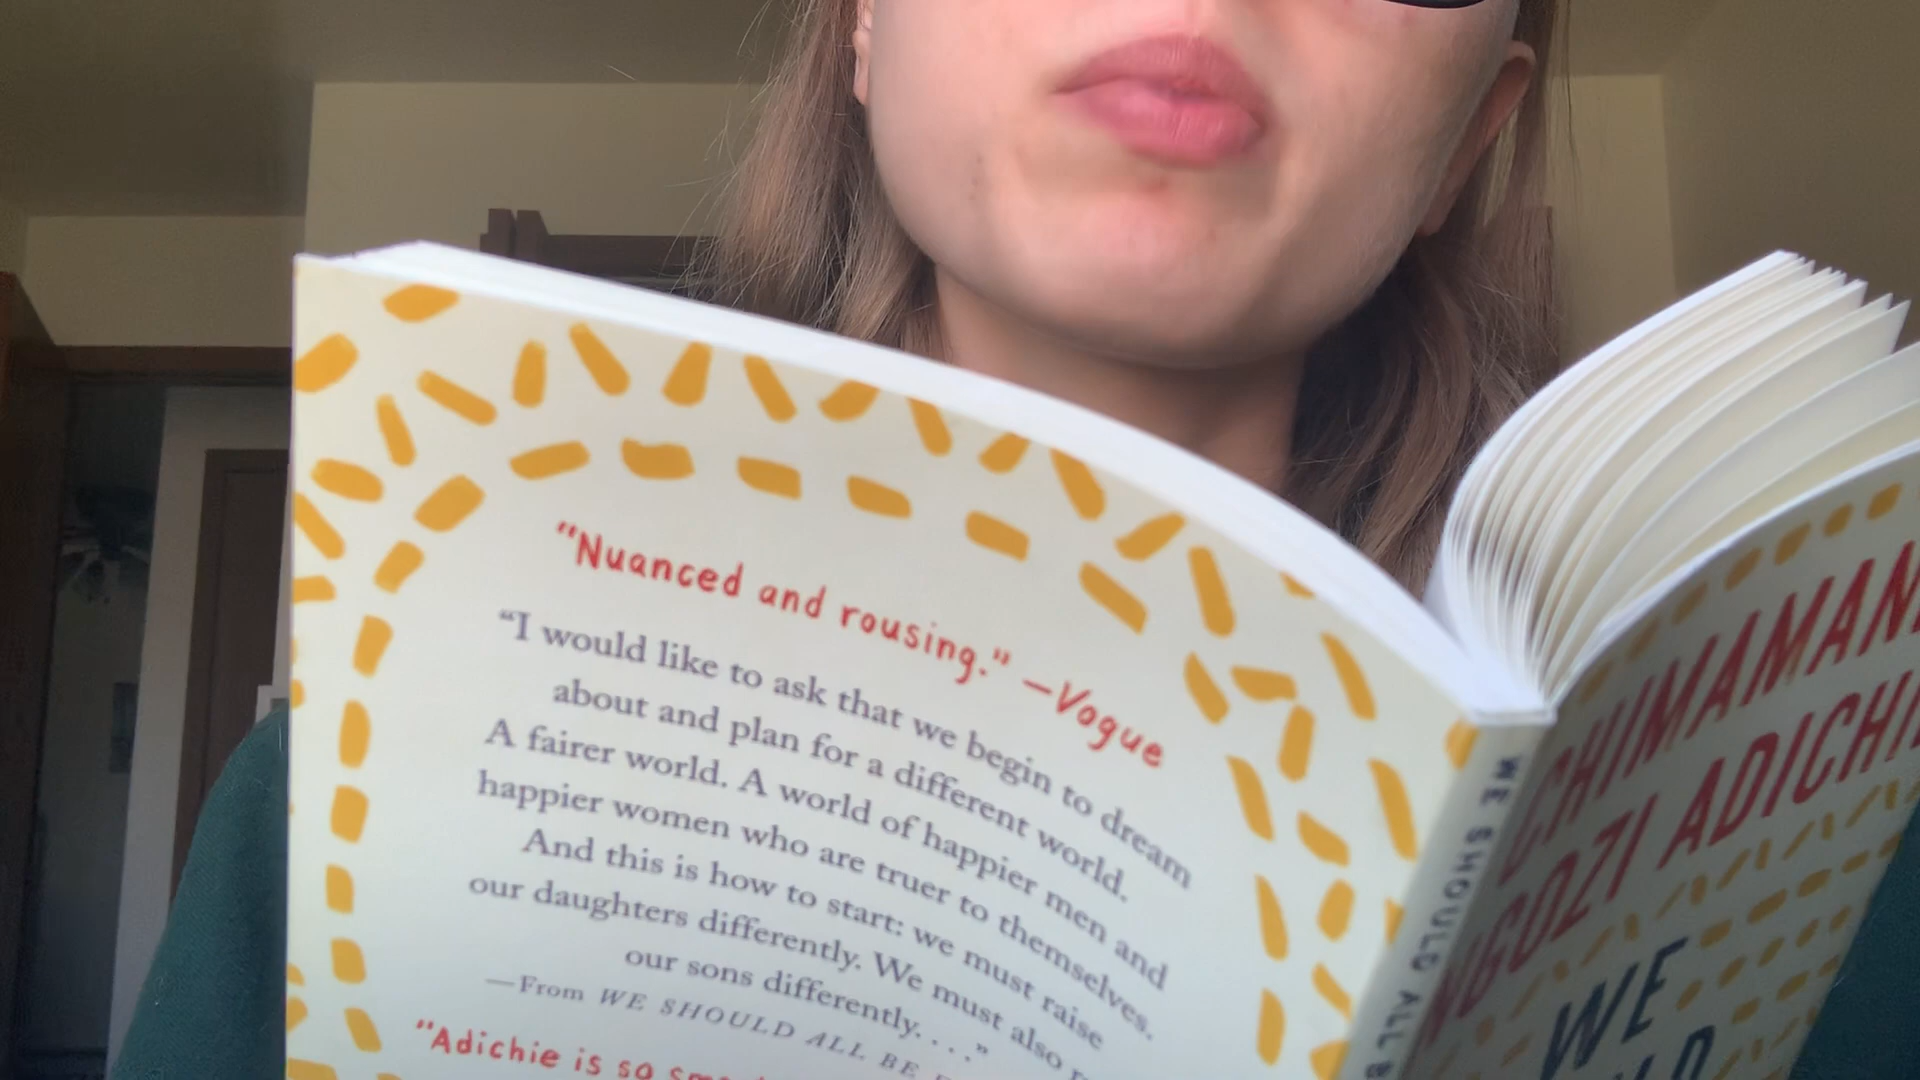 "Nuanced and rousing." —Vogue
“I would like to ask that we begin to dream
about and plan for a different world.
A fairer world. A world of happier men and
happier women who are truer to themselves.
And this is how to start: we must raise
our daughters differently. We must also
our sons differently. . . .”
—From WE SHOULD ALL BE
"Adichie is so
WE SHOULD ALL
CHIMAMAN
NGOZI ADICHI
WE